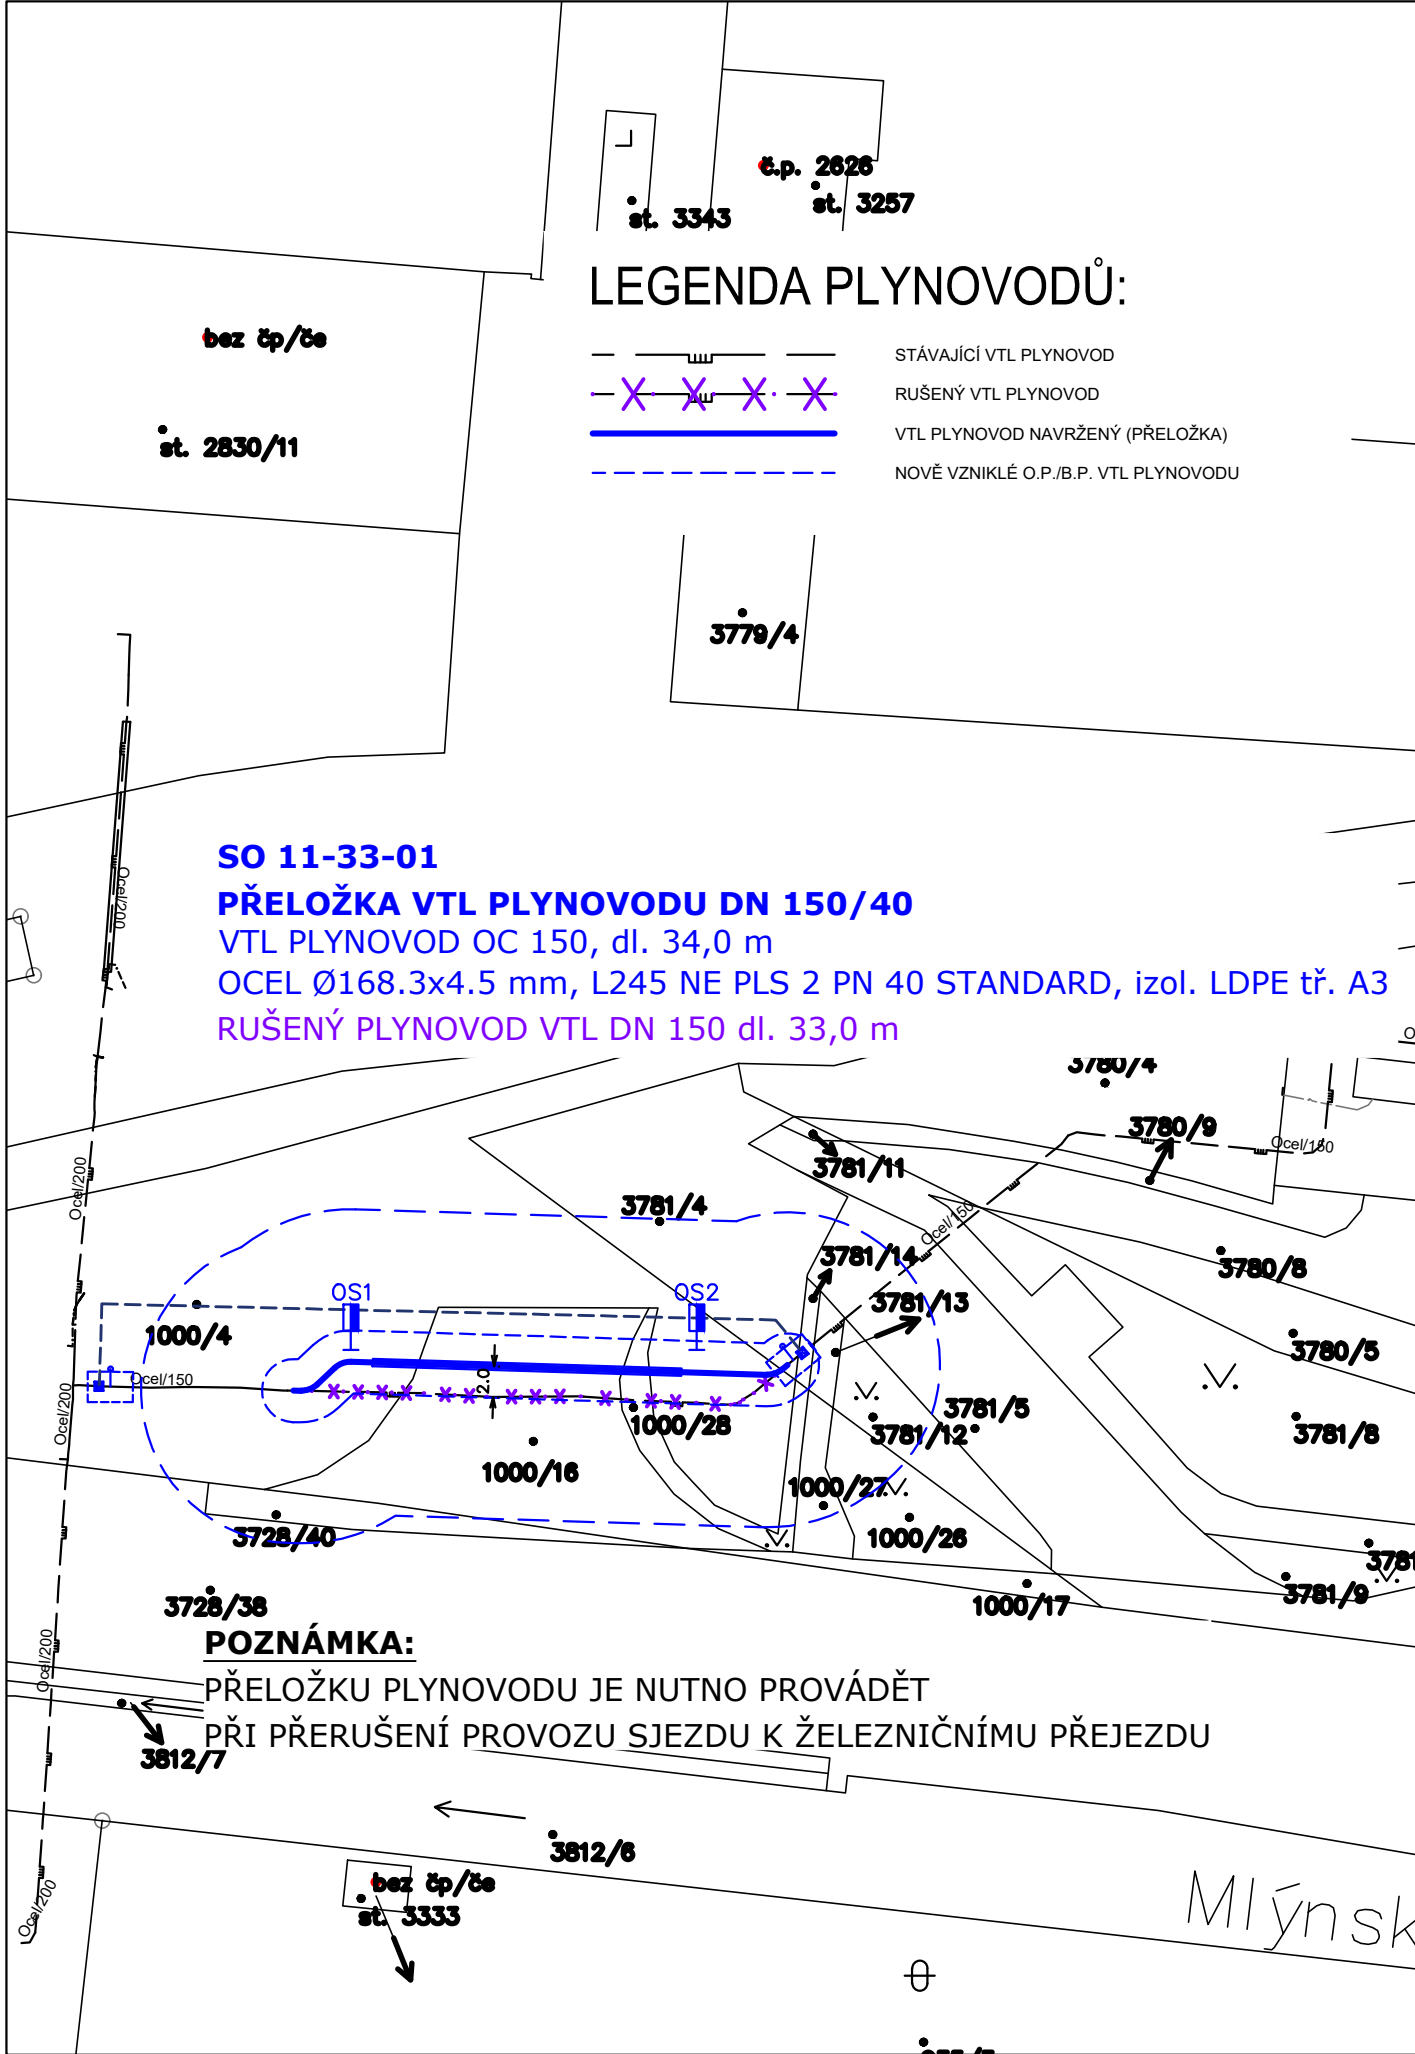 č.p. 2626
st. 3257
st. 3343
LEGENDA PLYNOVODŮ:
bez čp/če
STÁVAJÍCÍ VTL PLYNOVOD
RUŠENÝ VTL PLYNOVOD
VTL PLYNOVOD NAVRŽENÝ (PŘELOŽKA)
st. 2830/11
NOVĚ VZNIKLÉ O.P./B.P. VTL PLYNOVODU
3779/4
SO 11-33-01
Ocel/200
PŘELOŽKA VTL PLYNOVODU DN 150/40
VTL PLYNOVOD OC 150, dl. 34,0 m
OCEL Ø168.3x4.5 mm, L245 NE PLS 2 PN 40 STANDARD, izol. LDPE tř. A3
RUŠENÝ PLYNOVOD VTL DN 150 dl. 33,0 m
3780/4
3780/9
Ocel/150
3781/11
Ocel/200
3781/4
Ocel/150
3781/14
3780/8
OS1
OS2
3781/13
1000/4
3780/5
Ocel/150
2.0
Ocel/200
3781/5
1000/28
3781/12
3781/8
1000/16
1000/27
3728/40
1000/26
3781
3781/9
3728/38
1000/17
POZNÁMKA:
Ocel/200
PŘELOŽKU PLYNOVODU JE NUTNO PROVÁDĚT
PŘI PŘERUŠENÍ PROVOZU SJEZDU K ŽELEZNIČNÍMU PŘEJEZDU
3812/7
3812/6
bez čp/če
st. 3333
Ocel/200
Mlýnsk